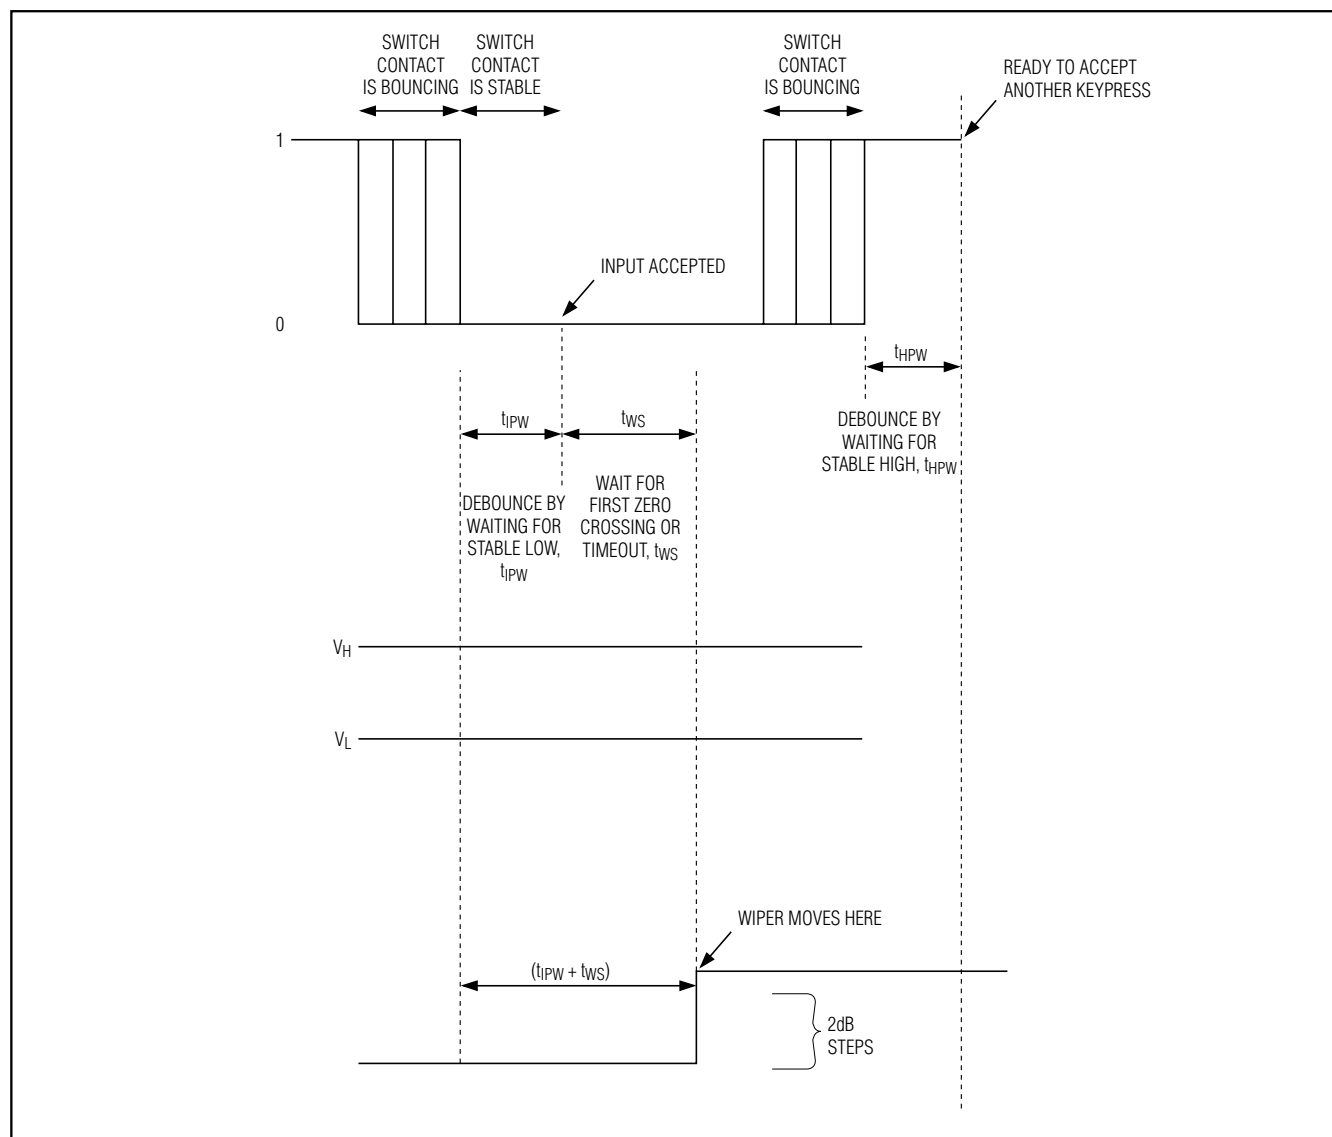 SWITCH
CONTACT
IS BOUNCING
SWITCH
CONTACT
IS STABLE
SWITCH
CONTACT
IS BOUNCING
READY TO ACCEPT
ANOTHER KEYPRESS
1
INPUT ACCEPTED
0
tHPW
tIPW
tWS
DEBOUNCE BY
WAITING FOR
STABLE HIGH, tHPW
WAIT FOR
FIRST ZERO
CROSSING OR
TIMEOUT, tWS
DEBOUNCE BY
WAITING FOR
STABLE LOW,
tIPW
VH
VL
WIPER MOVES HERE
(tIPW + tWS)
2dB
STEPS